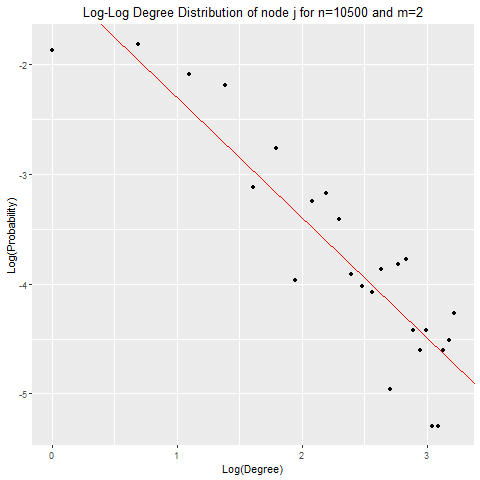 Log-Log Degree Distribution of node j for n=10500 and m=2
-2
-3
-4
-5
Log(Probability)
0 1 2 3
Log(Degree)